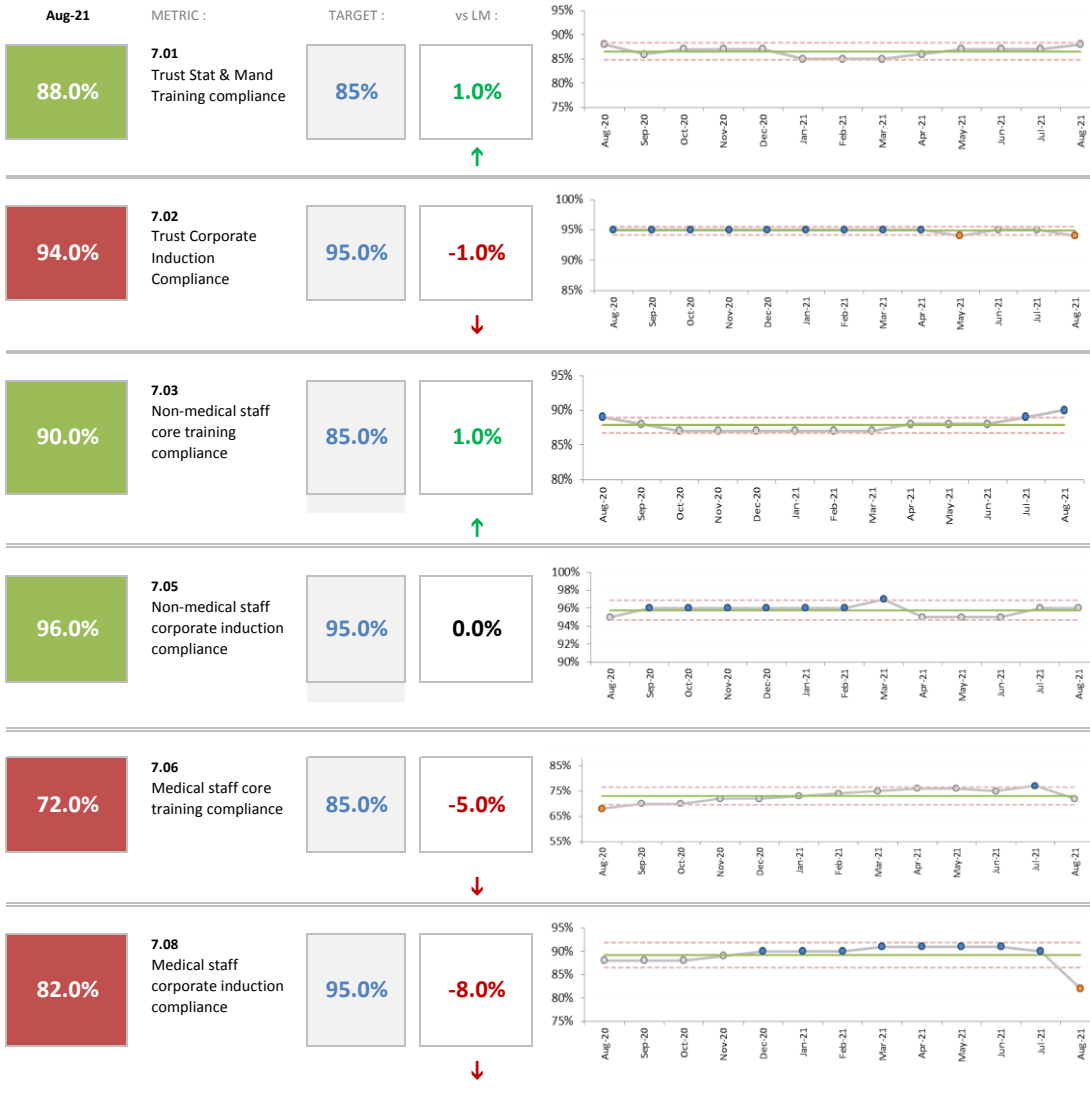 Aug-21 METRIC : TARGET : vs LM :
88.0%
7.01
Trust Stat & Mand
Training compliance
85%
1.0%
↑
95%
90%
85%
80%
75%
Aug-20 Sep-20 Oct-20 Nov-20 Dec-20 Jan-21 Feb-21 Mar-21 Apr-21 May-21 Jun-21 Jul-21 Aug-21
94.0%
7.02
Trust Corporate
Induction
Compliance
95.0%
-1.0%
↓
100%
95%
90%
85%
Aug-20 Sep-20 Oct-20 Nov-20 Dec-20 Jan-21 Feb-21 Mar-21 Apr-21 May-21 Jun-21 Jul-21 Aug-21
90.0%
7.03
Non-medical staff
core training
compliance
85.0%
1.0%
↑
95%
90%
85%
80%
Aug-20 Sep-20 Oct-20 Nov-20 Dec-20 Jan-21 Feb-21 Mar-21 Apr-21 May-21 Jun-21 Jul-21 Aug-21
96.0%
7.05
Non-medical staff
corporate induction
compliance
95.0%
0.0%
100%
98%
96%
94%
92%
90%
Aug-20 Sep-20 Oct-20 Nov-20 Dec-20 Jan-21 Feb-21 Mar-21 Apr-21 May-21 Jun-21 Jul-21 Aug-21
72.0%
7.06
Medical staff core
training compliance
85.0%
-5.0%
↓
85%
75%
65%
55%
Aug-20 Sep-20 Oct-20 Nov-20 Dec-20 Jan-21 Feb-21 Mar-21 Apr-21 May-21 Jun-21 Jul-21 Aug-21
82.0%
7.08
Medical staff
corporate induction
compliance
95.0%
-8.0%
↓
95%
90%
85%
80%
75%
Aug-20 Sep-20 Oct-20 Nov-20 Dec-20 Jan-21 Feb-21 Mar-21 Apr-21 May-21 Jun-21 Jul-21 Aug-21